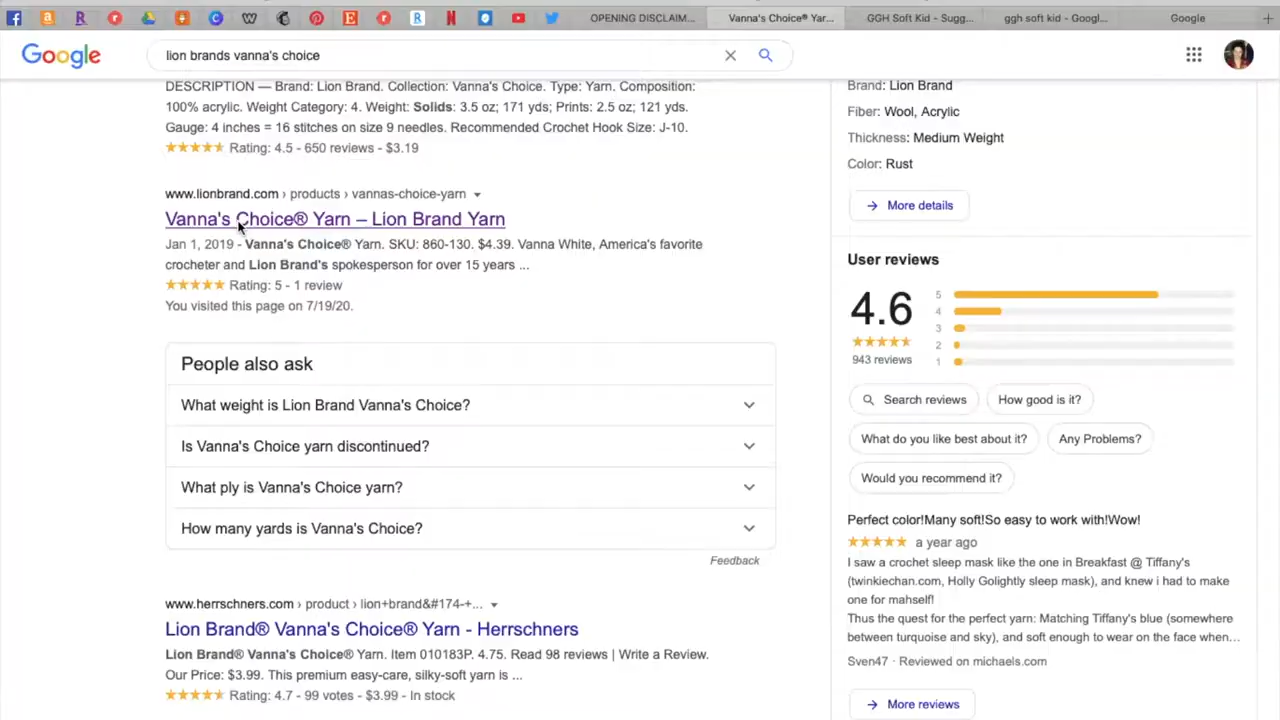 OPENING DISCLAIM...
Vanna's Choice® Yar...
GGH Soft Kid - Sugg...
ggh soft kid - Googl...
Google
Google
lion brands vanna's choice
DESCRIPTION — Brand: Lion Brand. Collection: Vanna's Choice. Type: Yarn. Composition:
100% acrylic. Weight Category: 4. Weight: Solids: 3.5 oz; 171 yds; Prints: 2.5 oz; 121 yds.
Gauge: 4 inches = 16 stitches on size 9 needles. Recommended Crochet Hook Size: J-10.
Rating: 4.5 - 650 reviews - $3.19
www.lionbrand.com › products › vannas-choice-yarn
Vanna's Choice® Yarn – Lion Brand Yarn
Jan 1, 2019 - Vanna's Choice® Yarn. SKU: 860-130. $4.39. Vanna White, America's favorite
crocheter and Lion Brand's spokesperson for over 15 years ...
Rating: 5 - 1 review
You visited this page on 7/19/20.
People also ask
What weight is Lion Brand Vanna's Choice?
Is Vanna's Choice yarn discontinued?
What ply is Vanna's Choice yarn?
How many yards is Vanna's Choice?
Feedback
www.herrschners.com › product › lion+brand&#174-+...
Lion Brand® Vanna's Choice® Yarn - Herrschners
Lion Brand® Vanna's Choice® Yarn. Item 010183P. 4.75. Read 98 reviews | Write a Review.
Our Price: $3.99. This premium easy-care, silky-soft yarn is ...
Rating: 4.7 - 99 votes - $3.99 - In stock
Brand: Lion Brand
Fiber: Wool, Acrylic
Thickness: Medium Weight
Color: Rust
More details
User reviews
4.6
943 reviews
5
4
3
2
1
Search reviews
How good is it?
What do you like best about it?
Any Problems?
Would you recommend it?
Perfect color!Many soft!So easy to work with!Wow!
a year ago
I saw a crochet sleep mask like the one in Breakfast @ Tiffany's
(twinkiechan.com, Holly Golightly sleep mask), and knew i had to make
one for mahself!
Thus the quest for the perfect yarn: Matching Tiffany's blue (somewhere
between turquoise and sky), and soft enough to wear on the face when...
Sven47 · Reviewed on michaels.com
More reviews